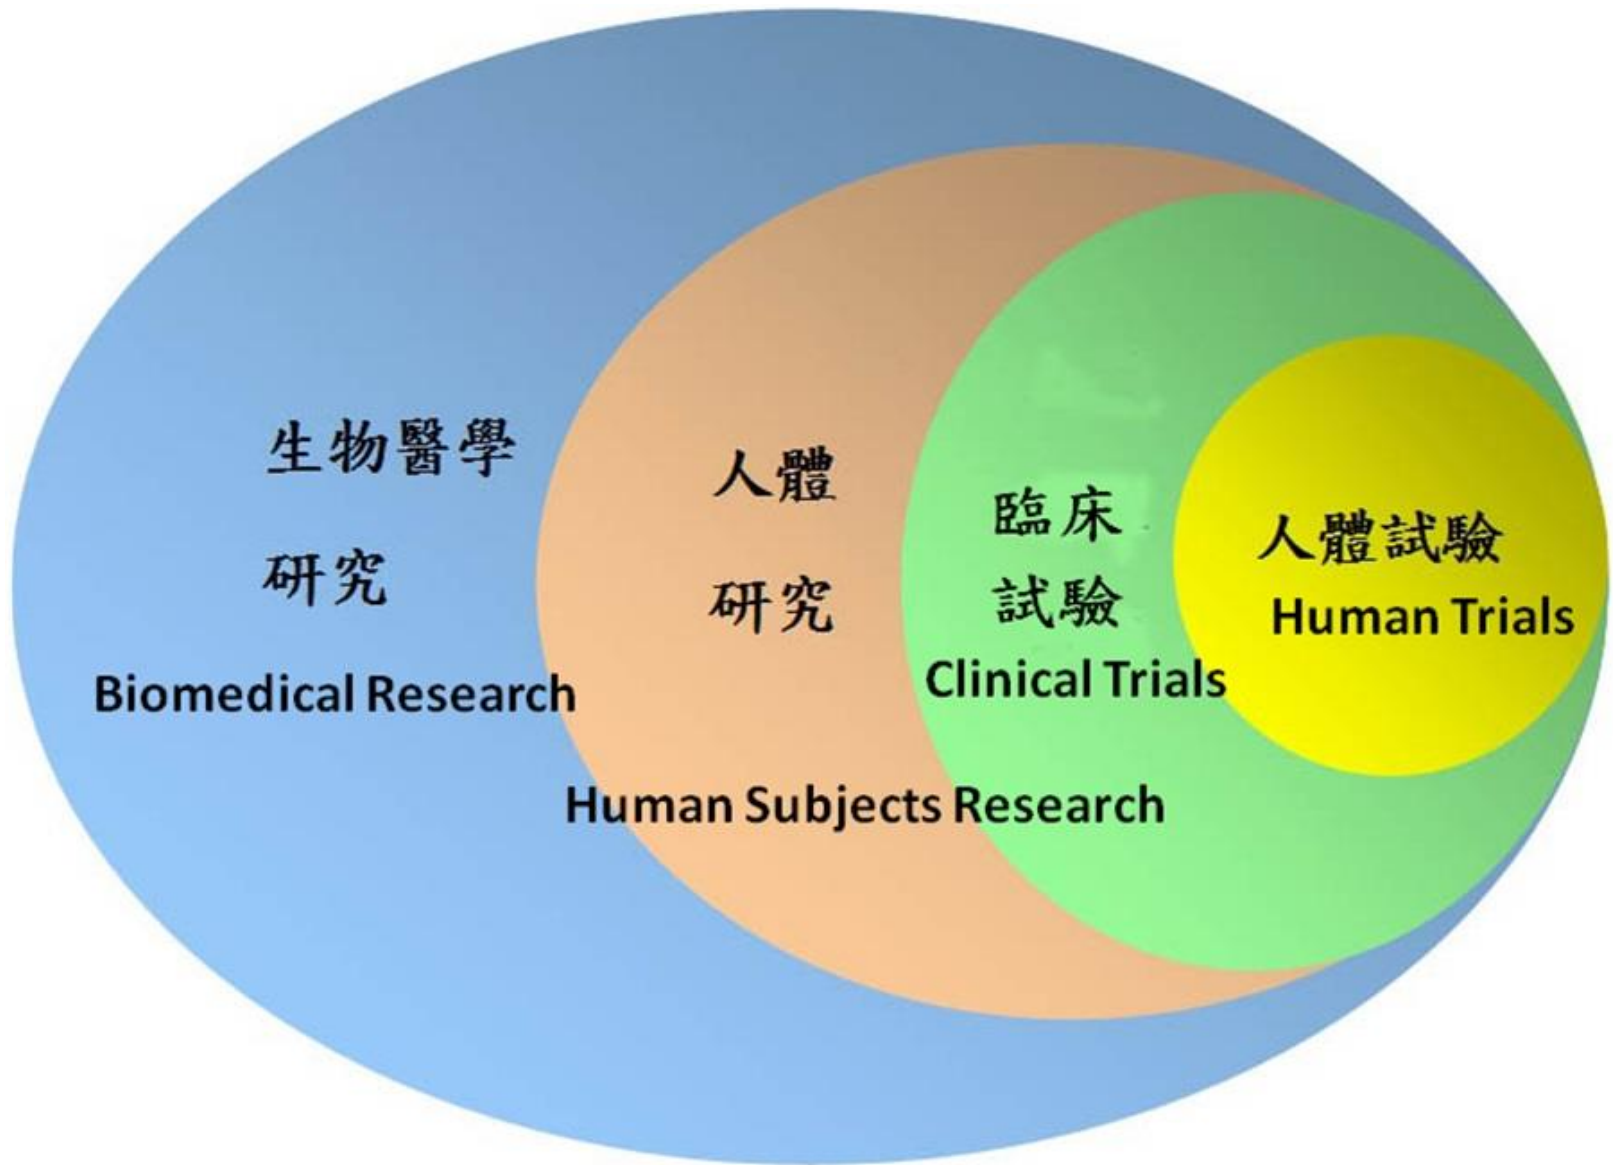 生物醫學
研究
Biomedical Research
人體
研究
Human Subjects Research
臨床
試驗
Clinical Trials
人體試驗
Human Trials